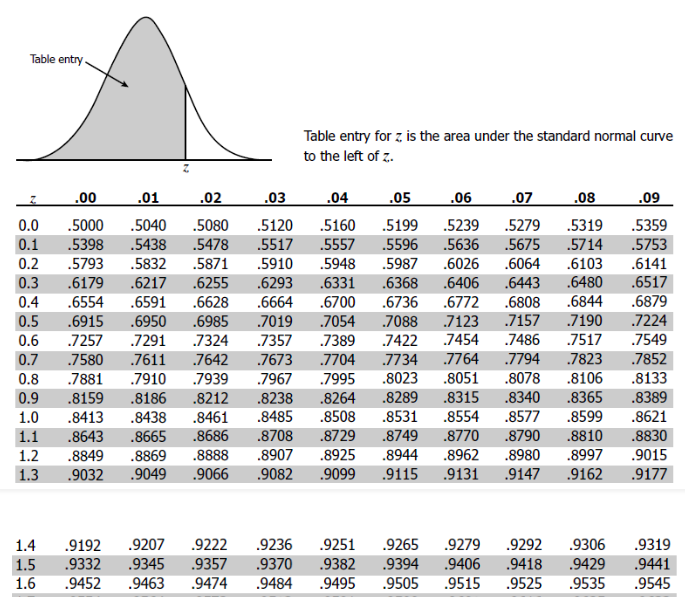 Table entry
Table entry for z is the area under the standard normal curve
to the left of z.
z
z .00 .01 .02 .03 .04 .05 .06 .07 .08 .09
0.0 .5000 .5040 .5080 .5120 .5160 .5199 .5239 .5279 .5319 .5359
0.1 .5398 .5438 .5478 .5517 .5557 .5596 .5636 .5675 .5714 .5753
0.2 .5793 .5832 .5871 .5910 .5948 .5987 .6026 .6064 .6103 .6141
0.3 .6179 .6217 .6255 .6293 .6331 .6368 .6406 .6443 .6480 .6517
0.4 .6554 .6591 .6628 .6664 .6700 .6736 .6772 .6808 .6844 .6879
0.5 .6915 .6950 .6985 .7019 .7054 .7088 .7123 .7157 .7190 .7224
0.6 .7257 .7291 .7324 .7357 .7389 .7422 .7454 .7486 .7517 .7549
0.7 .7580 .7611 .7642 .7673 .7704 .7734 .7764 .7794 .7823 .7852
0.8 .7881 .7910 .7939 .7967 .7995 .8023 .8051 .8078 .8106 .8133
0.9 .8159 .8186 .8212 .8238 .8264 .8289 .8315 .8340 .8365 .8389
1.0 .8413 .8438 .8461 .8485 .8508 .8531 .8554 .8577 .8599 .8621
1.1 .8643 .8665 .8686 .8708 .8729 .8749 .8770 .8790 .8810 .8830
1.2 .8849 .8869 .8888 .8907 .8925 .8944 .8962 .8980 .8997 .9015
1.3 .9032 .9049 .9066 .9082 .9099 .9115 .9131 .9147 .9162 .9177
1.4 .9192 .9207 .9222 .9236 .9251 .9265 .9279 .9292 .9306 .9319
1.5 .9332 .9345 .9357 .9370 .9382 .9394 .9406 .9418 .9429 .9441
1.6 .9452 .9463 .9474 .9484 .9495 .9505 .9515 .9525 .9535 .9545